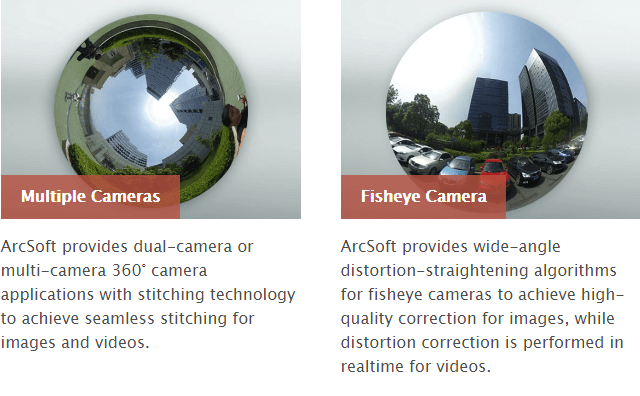 Multiple Cameras
ArcSoft provides dual-camera or
multi-camera 360° camera
applications with stitching technology
to achieve seamless stitching for
images and videos.
Fisheye Camera
ArcSoft provides wide-angle
distortion-straightening algorithms
for fisheye cameras to achieve high-
quality correction for images, while
distortion correction is performed in
realtime for videos.